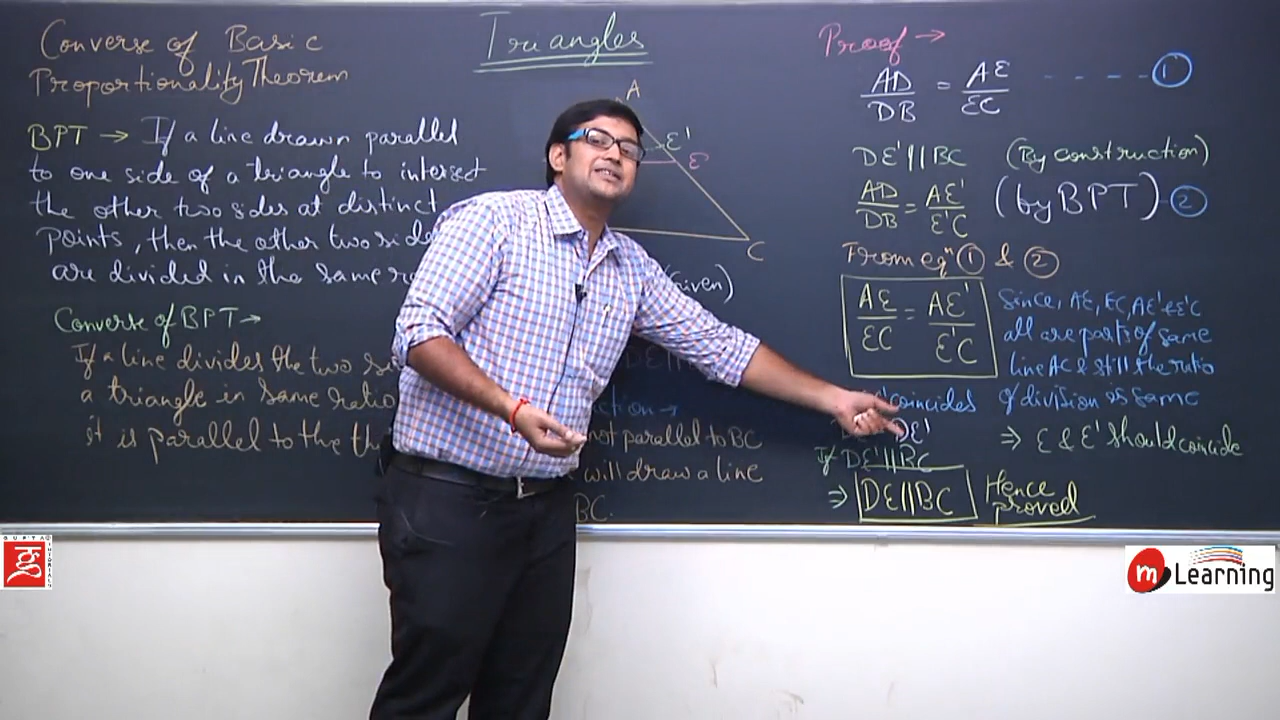 Converse of Basic
Proportionality Theorem
BPT → If a line drawn parallel
to one side of a triangle to intersect
the other two sides at distinct
points, then the other two side
are divided in the same
Converse of BPT →
If a line divides the two
a triangle in same ratio
it is parallel to the
Triangles
A
E'
E
C
not parallel to BC
will draw a line
BC.
Proof →
AD/DB = AE/EC - - - - - 1
DE' || BC (By construction)
AD/DB = AE'/E'C (by BPT) - 2
From eqn 1 & 2
AE/EC = AE'/E'C
Since, AE, EC, AE' & E'C
all are parts of same
line AC & still the ratio
of division is same
⇒ E & E' should coincide
coincides
DE'
If DE' || BC
⇒ DE || BC Hence proved
GUPTA TUTORIALS
m Learning